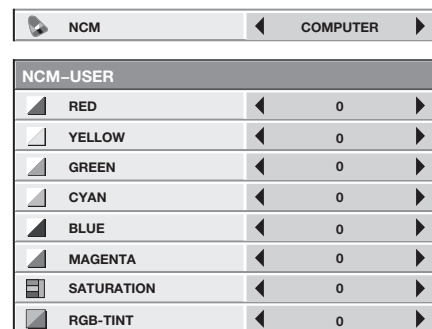 NCM COMPUTER
NCM–USER
RED 0
YELLOW 0
GREEN 0
CYAN 0
BLUE 0
MAGENTA 0
SATURATION 0
RGB-TINT 0